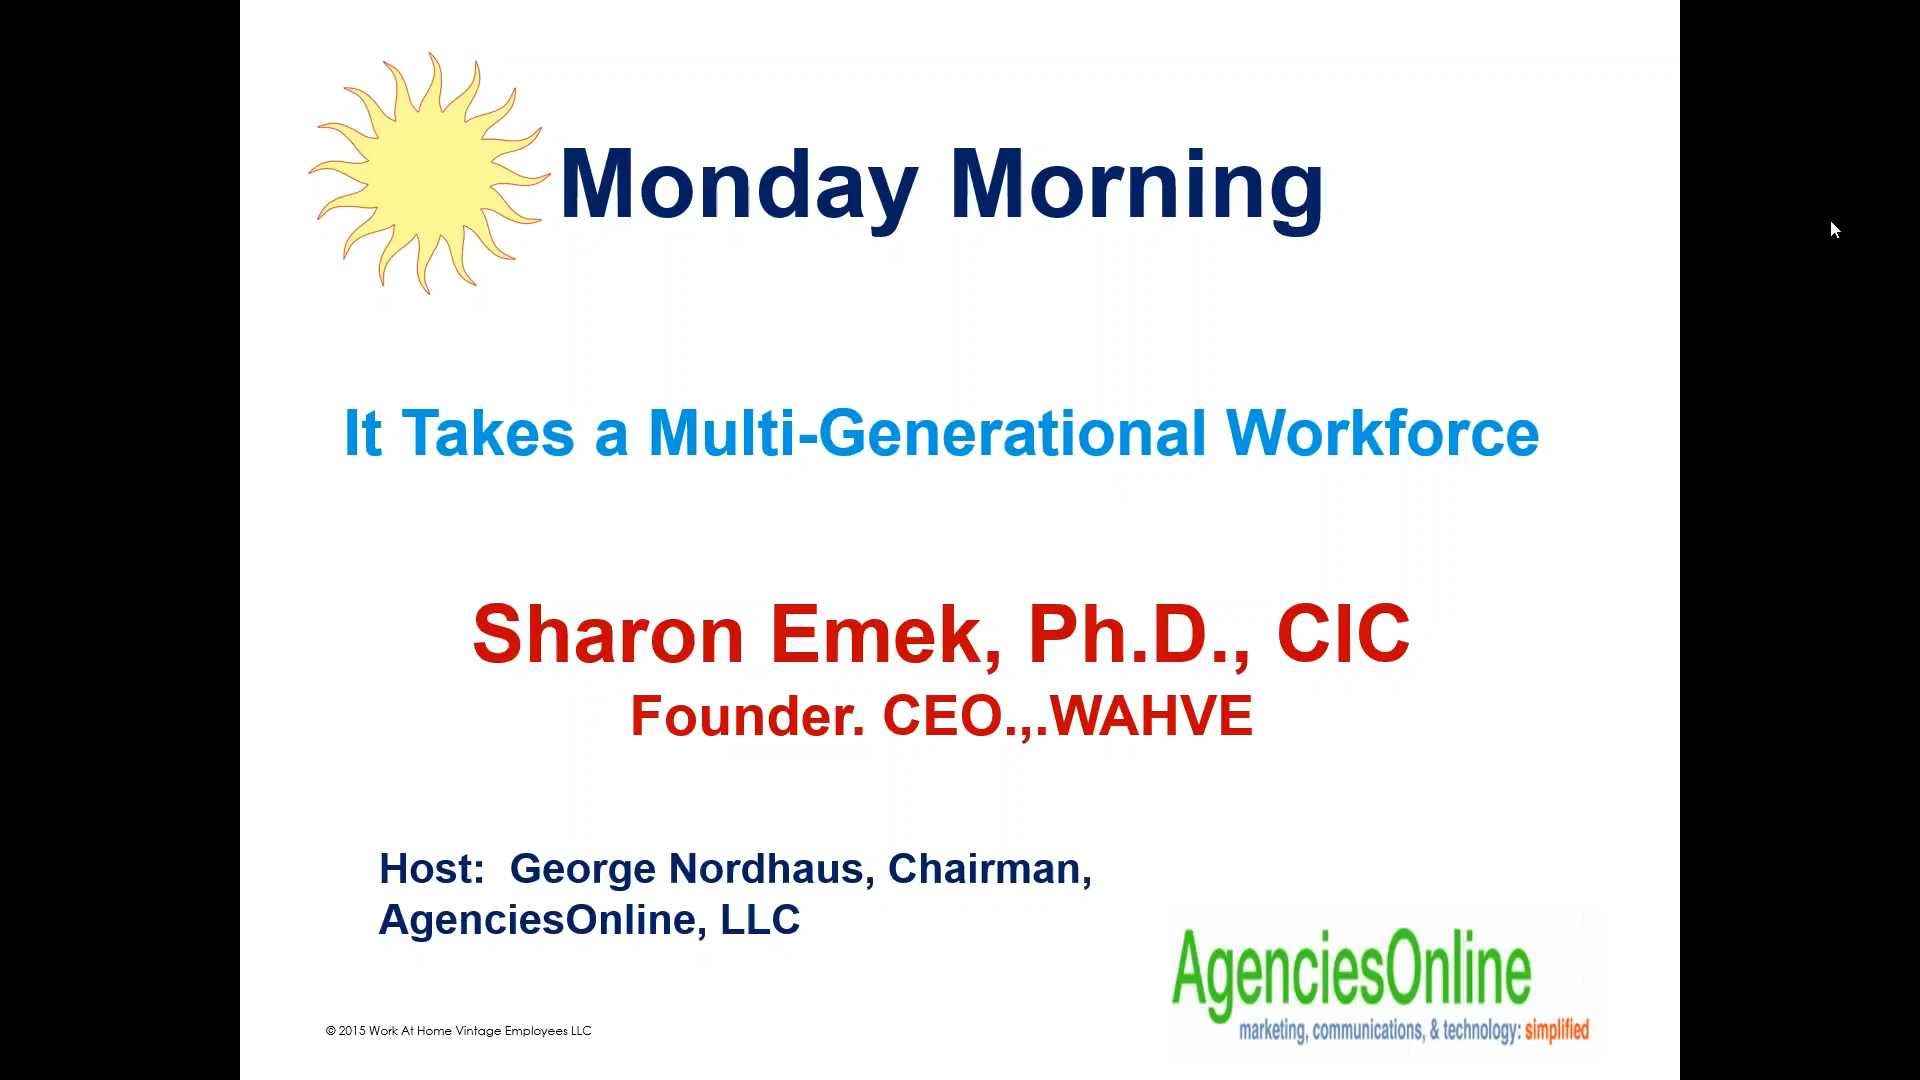 Monday Morning
It Takes a Multi-Generational Workforce
Sharon Emek, Ph.D., CIC
Founder. CEO.,.WAHVE
Host:  George Nordhaus, Chairman,
AgenciesOnline, LLC
AgenciesOnline
marketing, communications, & technology: simplified
© 2015 Work At Home Vintage Employees LLC